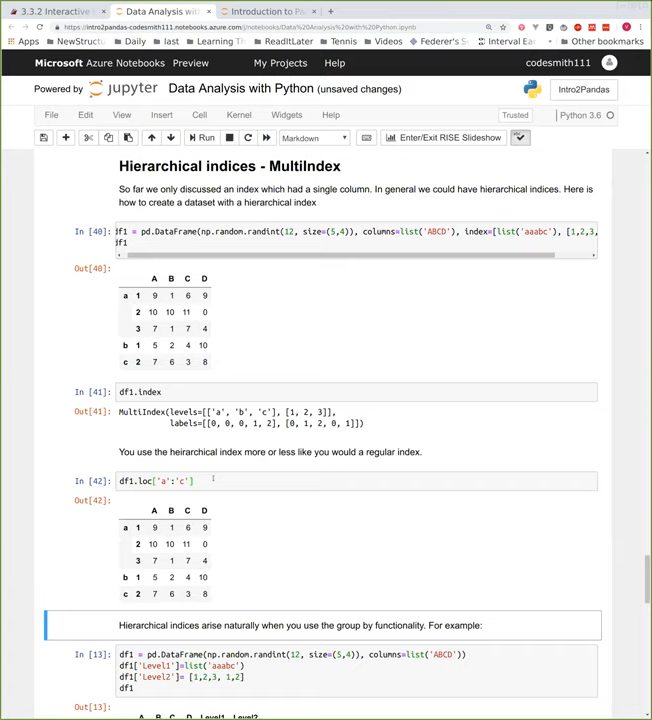 3.3.2 Interactive
Data Analysis with
Introduction to Pa
https://intro2pandas-codesmith111.notebooks.azure.com/j/notebooks/Data%20Analysis%20with%20Python.ipynb
Apps
NewStructu
Daily
last
Learning
ReadItLater
Tennis
Videos
Federer's
Interval Ear
Other bookmarks
Microsoft Azure Notebooks Preview My Projects Help codesmith111
Powered by jupyter Data Analysis with Python (unsaved changes) Intro2Pandas
File Edit View Insert Cell Kernel Widgets Help Trusted Python 3.6
Run Markdown Enter/Exit RISE Slideshow
Hierarchical indices - MultiIndex
So far we only discussed an index which had a single column. In general we could have hierarchical indices. Here is
how to create a dataset with a hierarchical index
In [40]: df1 = pd.DataFrame(np.random.randint(12, size=(5,4)), columns=list('ABCD'), index=[list('aaabc'), [1,2,3,
df1
Out[40]:
A B C D
a 1 9 1 6 9
2 10 10 11 0
3 7 1 7 4
b 1 5 2 4 10
c 2 7 6 3 8
In [41]: df1.index
Out[41]: MultiIndex(levels=[['a', 'b', 'c'], [1, 2, 3]],
labels=[[0, 0, 0, 1, 2], [0, 1, 2, 0, 1]])
You use the heirarchical index more or less like you would a regular index.
In [42]: df1.loc['a':'c']
Out[42]:
A B C D
a 1 9 1 6 9
2 10 10 11 0
3 7 1 7 4
b 1 5 2 4 10
c 2 7 6 3 8
Hierarchical indices arise naturally when you use the group by functionality. For example:
In [13]: df1 = pd.DataFrame(np.random.randint(12, size=(5,4)), columns=list('ABCD'))
df1['Level1']=list('aaabc')
df1['Level2']= [1,2,3, 1,2]
df1
Out[13]:
A B C D Level1 Level2